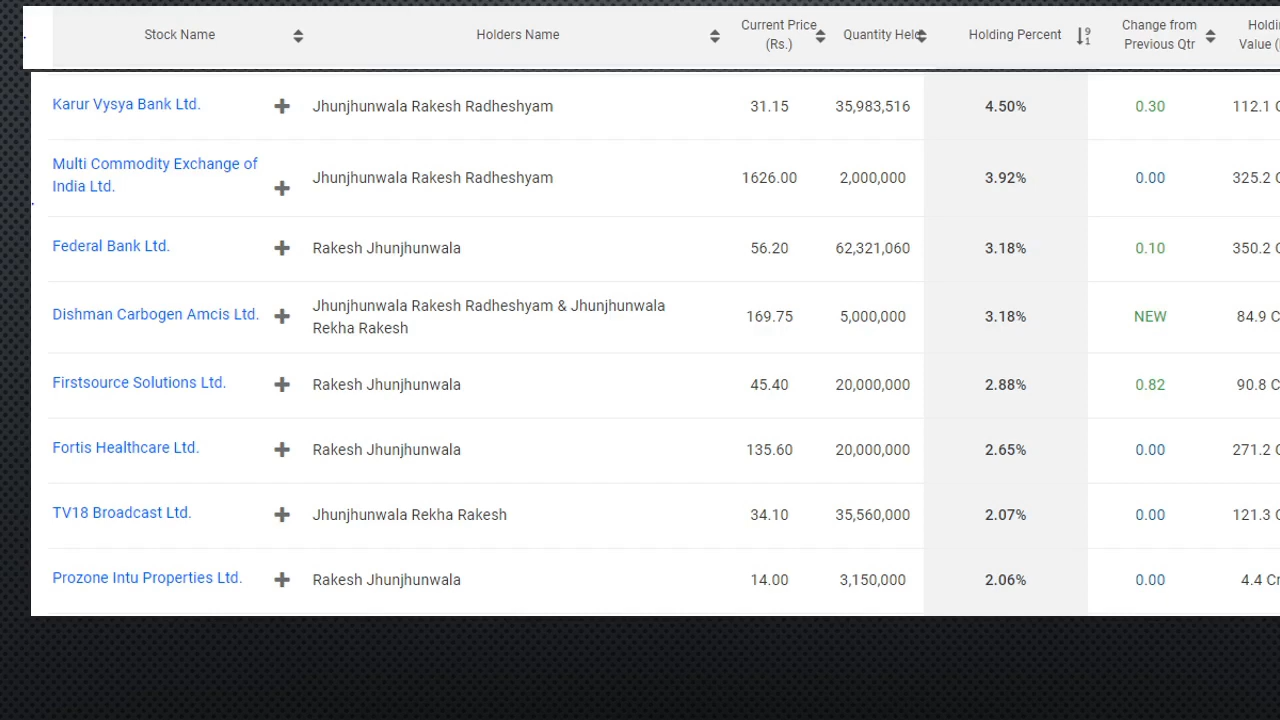 Stock Name Holders Name Current Price (Rs.) Quantity Held Holding Percent Change from Previous Qtr
Karur Vysya Bank Ltd. Jhunjhunwala Rakesh Radheshyam 31.15 35,983,516 4.50% 0.30 112.1
Multi Commodity Exchange of
India Ltd. Jhunjhunwala Rakesh Radheshyam 1626.00 2,000,000 3.92% 0.00 325.2
Federal Bank Ltd. Rakesh Jhunjhunwala 56.20 62,321,060 3.18% 0.10 350.2
Dishman Carbogen Amcis Ltd. Jhunjhunwala Rakesh Radheshyam & Jhunjhunwala
Rekha Rakesh 169.75 5,000,000 3.18% NEW 84.9
Firstsource Solutions Ltd. Rakesh Jhunjhunwala 45.40 20,000,000 2.88% 0.82 90.8
Fortis Healthcare Ltd. Rakesh Jhunjhunwala 135.60 20,000,000 2.65% 0.00 271.2
TV18 Broadcast Ltd. Jhunjhunwala Rekha Rakesh 34.10 35,560,000 2.07% 0.00 121.3
Prozone Intu Properties Ltd. Rakesh Jhunjhunwala 14.00 3,150,000 2.06% 0.00 4.4